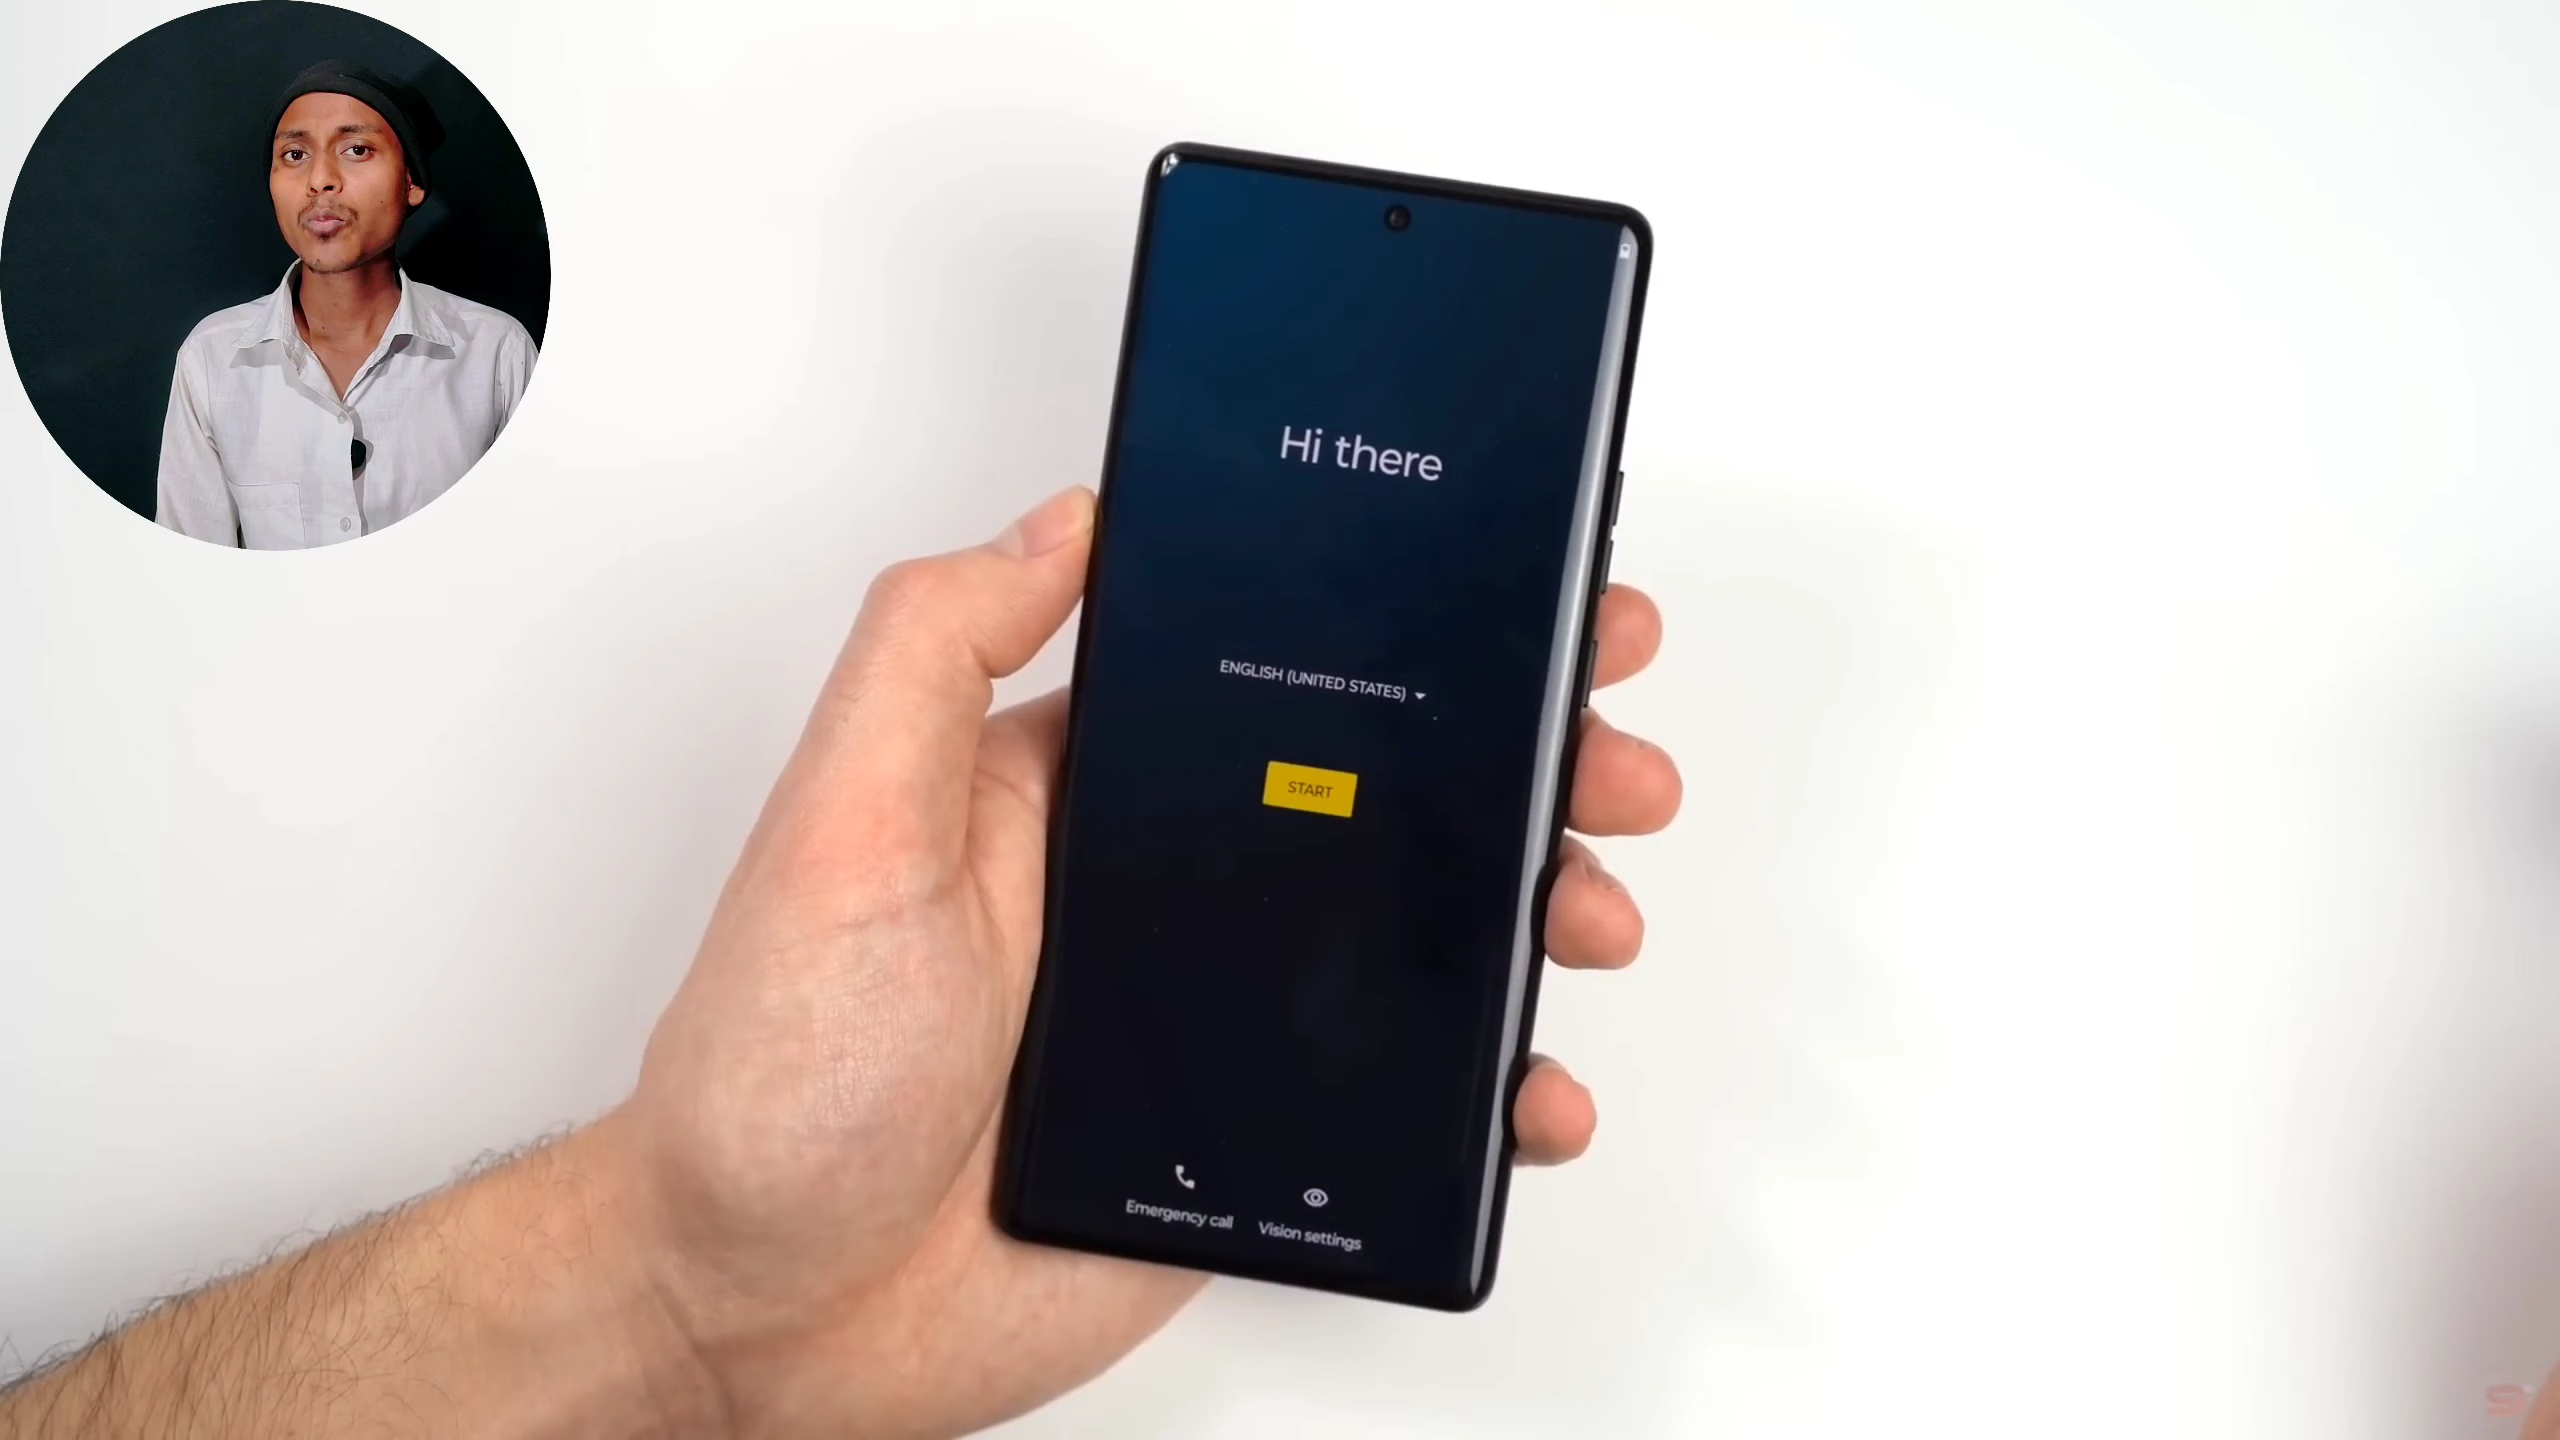 Hi there
ENGLISH (UNITED STATES)
START
Emergency call
Vision settings